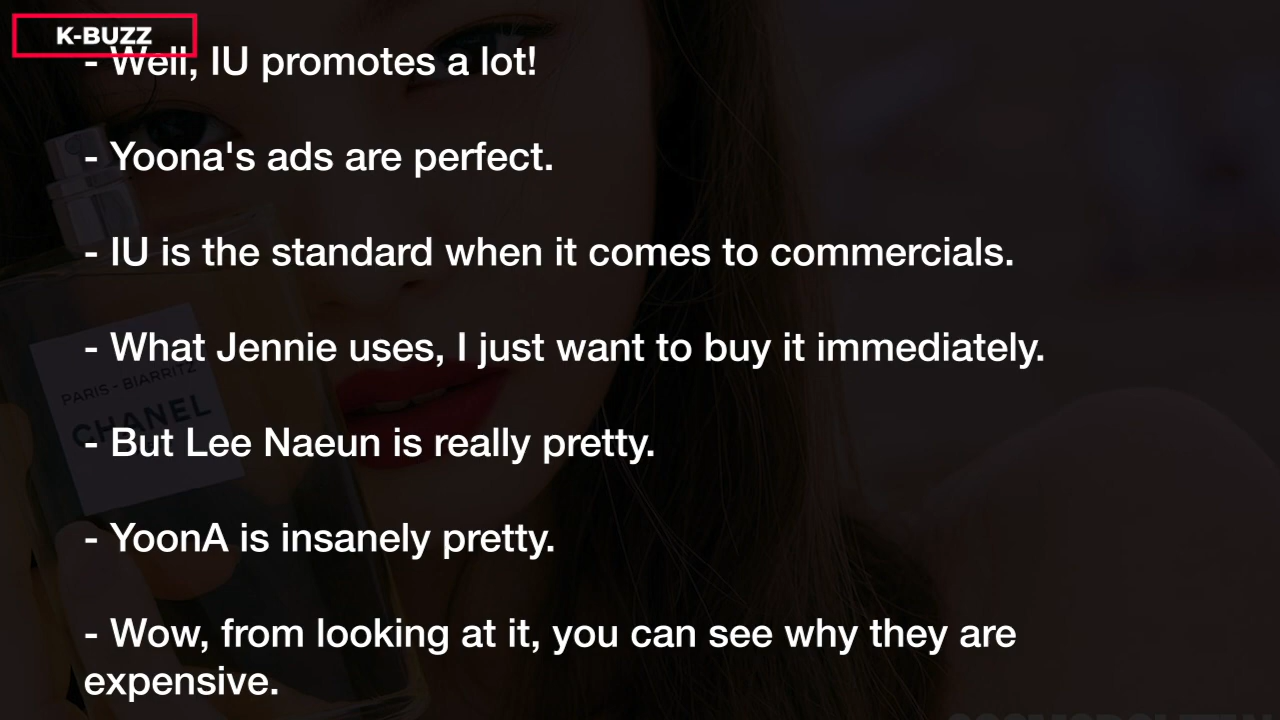 K-BUZZ
- Well, IU promotes a lot!
- Yoona's ads are perfect.
- IU is the standard when it comes to commercials.
- What Jennie uses, I just want to buy it immediately.
PARIS - BIARRITZ
CHANEL
- But Lee Naeun is really pretty.
- YoonA is insanely pretty.
- Wow, from looking at it, you can see why they are
expensive.